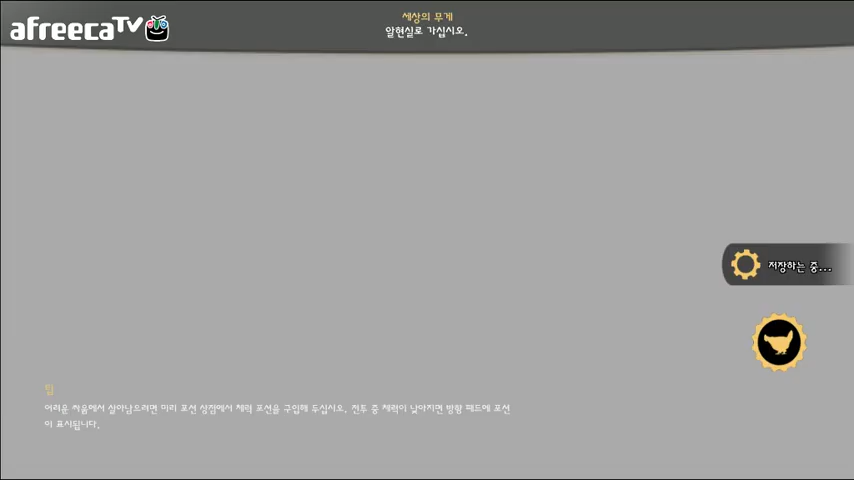 afreecaTV
세상의 무게
알현실로 가십시오.
저장하는 중...
팁
어려운 싸움에서 살아남으려면 미리 포션 상점에서 체력 포션을 구입해 두십시오. 전투 중 체력이 낮아지면 방향 패드에 포션
이 표시됩니다.